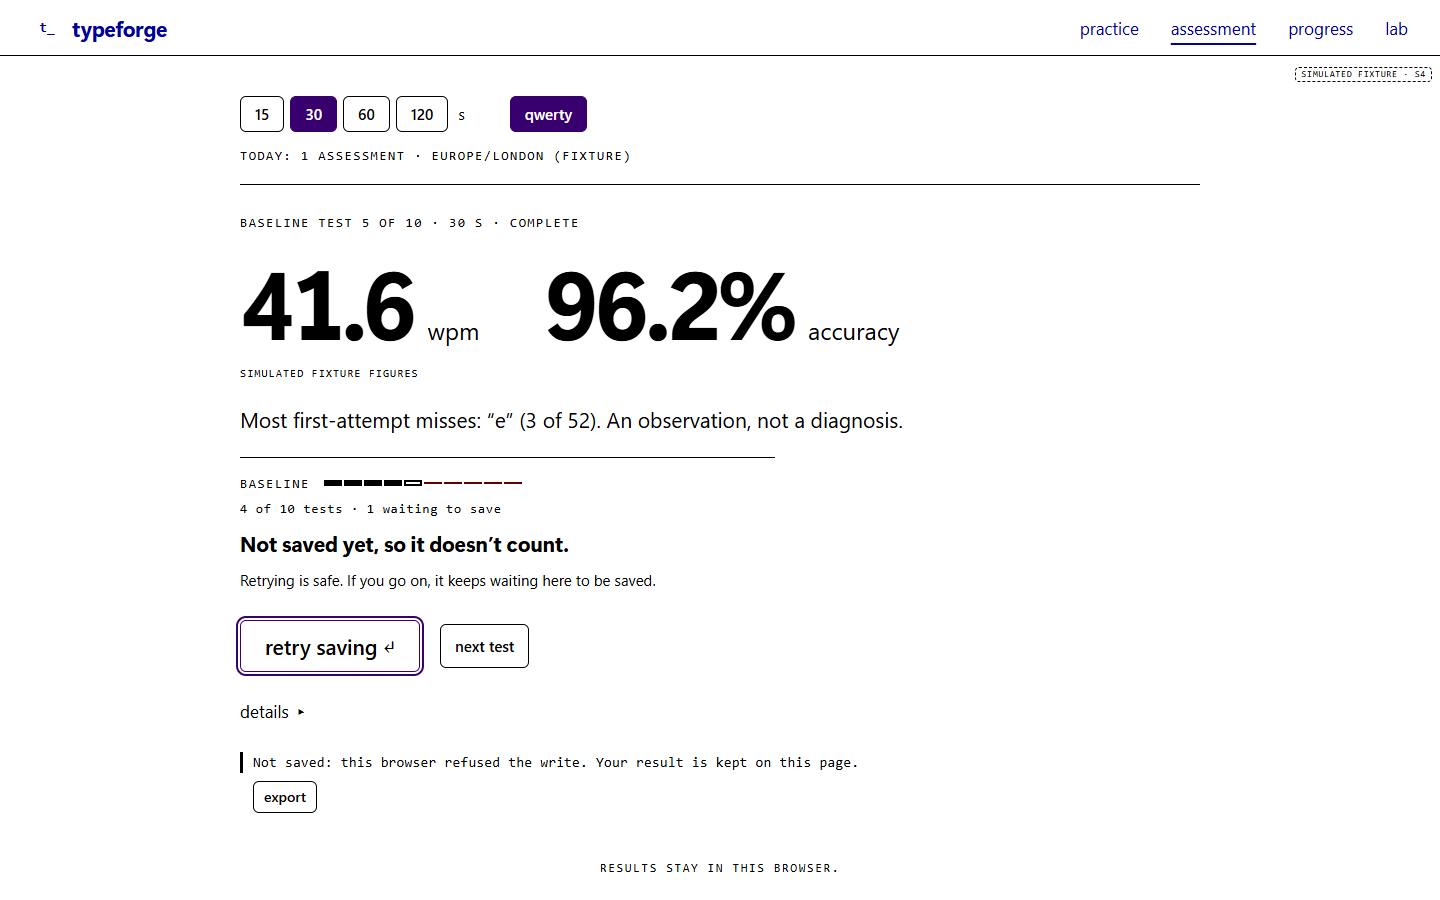 t_ typeforge practice assessment progress lab
SIMULATED FIXTURE · S4
15 30 60 120 s qwerty
TODAY: 1 ASSESSMENT · EUROPE/LONDON (FIXTURE)
BASELINE TEST 5 OF 10 · 30 S · COMPLETE
41.6 wpm 96.2% accuracy
SIMULATED FIXTURE FIGURES
Most first-attempt misses: “e” (3 of 52). An observation, not a diagnosis.
BASELINE
4 of 10 tests · 1 waiting to save
Not saved yet, so it doesn’t count.
Retrying is safe. If you go on, it keeps waiting here to be saved.
retry saving ↵ next test
details ▸
Not saved: this browser refused the write. Your result is kept on this page.
export
RESULTS STAY IN THIS BROWSER.